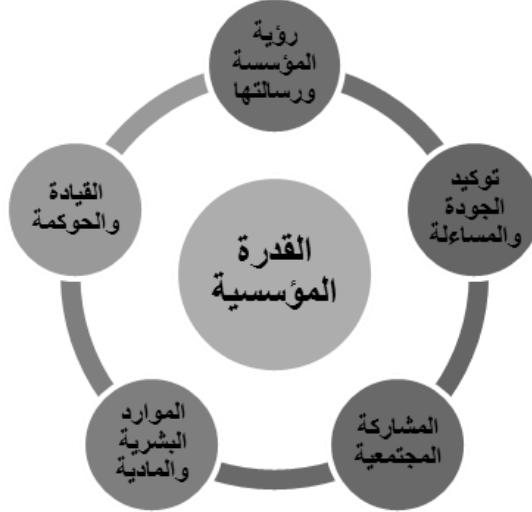 رؤية
المؤسسة
ورسالتها
توكيد
الجودة
والمساءلة
القيادة
والحوكمة
القدرة
المؤسسية
المشاركة
المجتمعية
الموارد
البشرية
والمادية